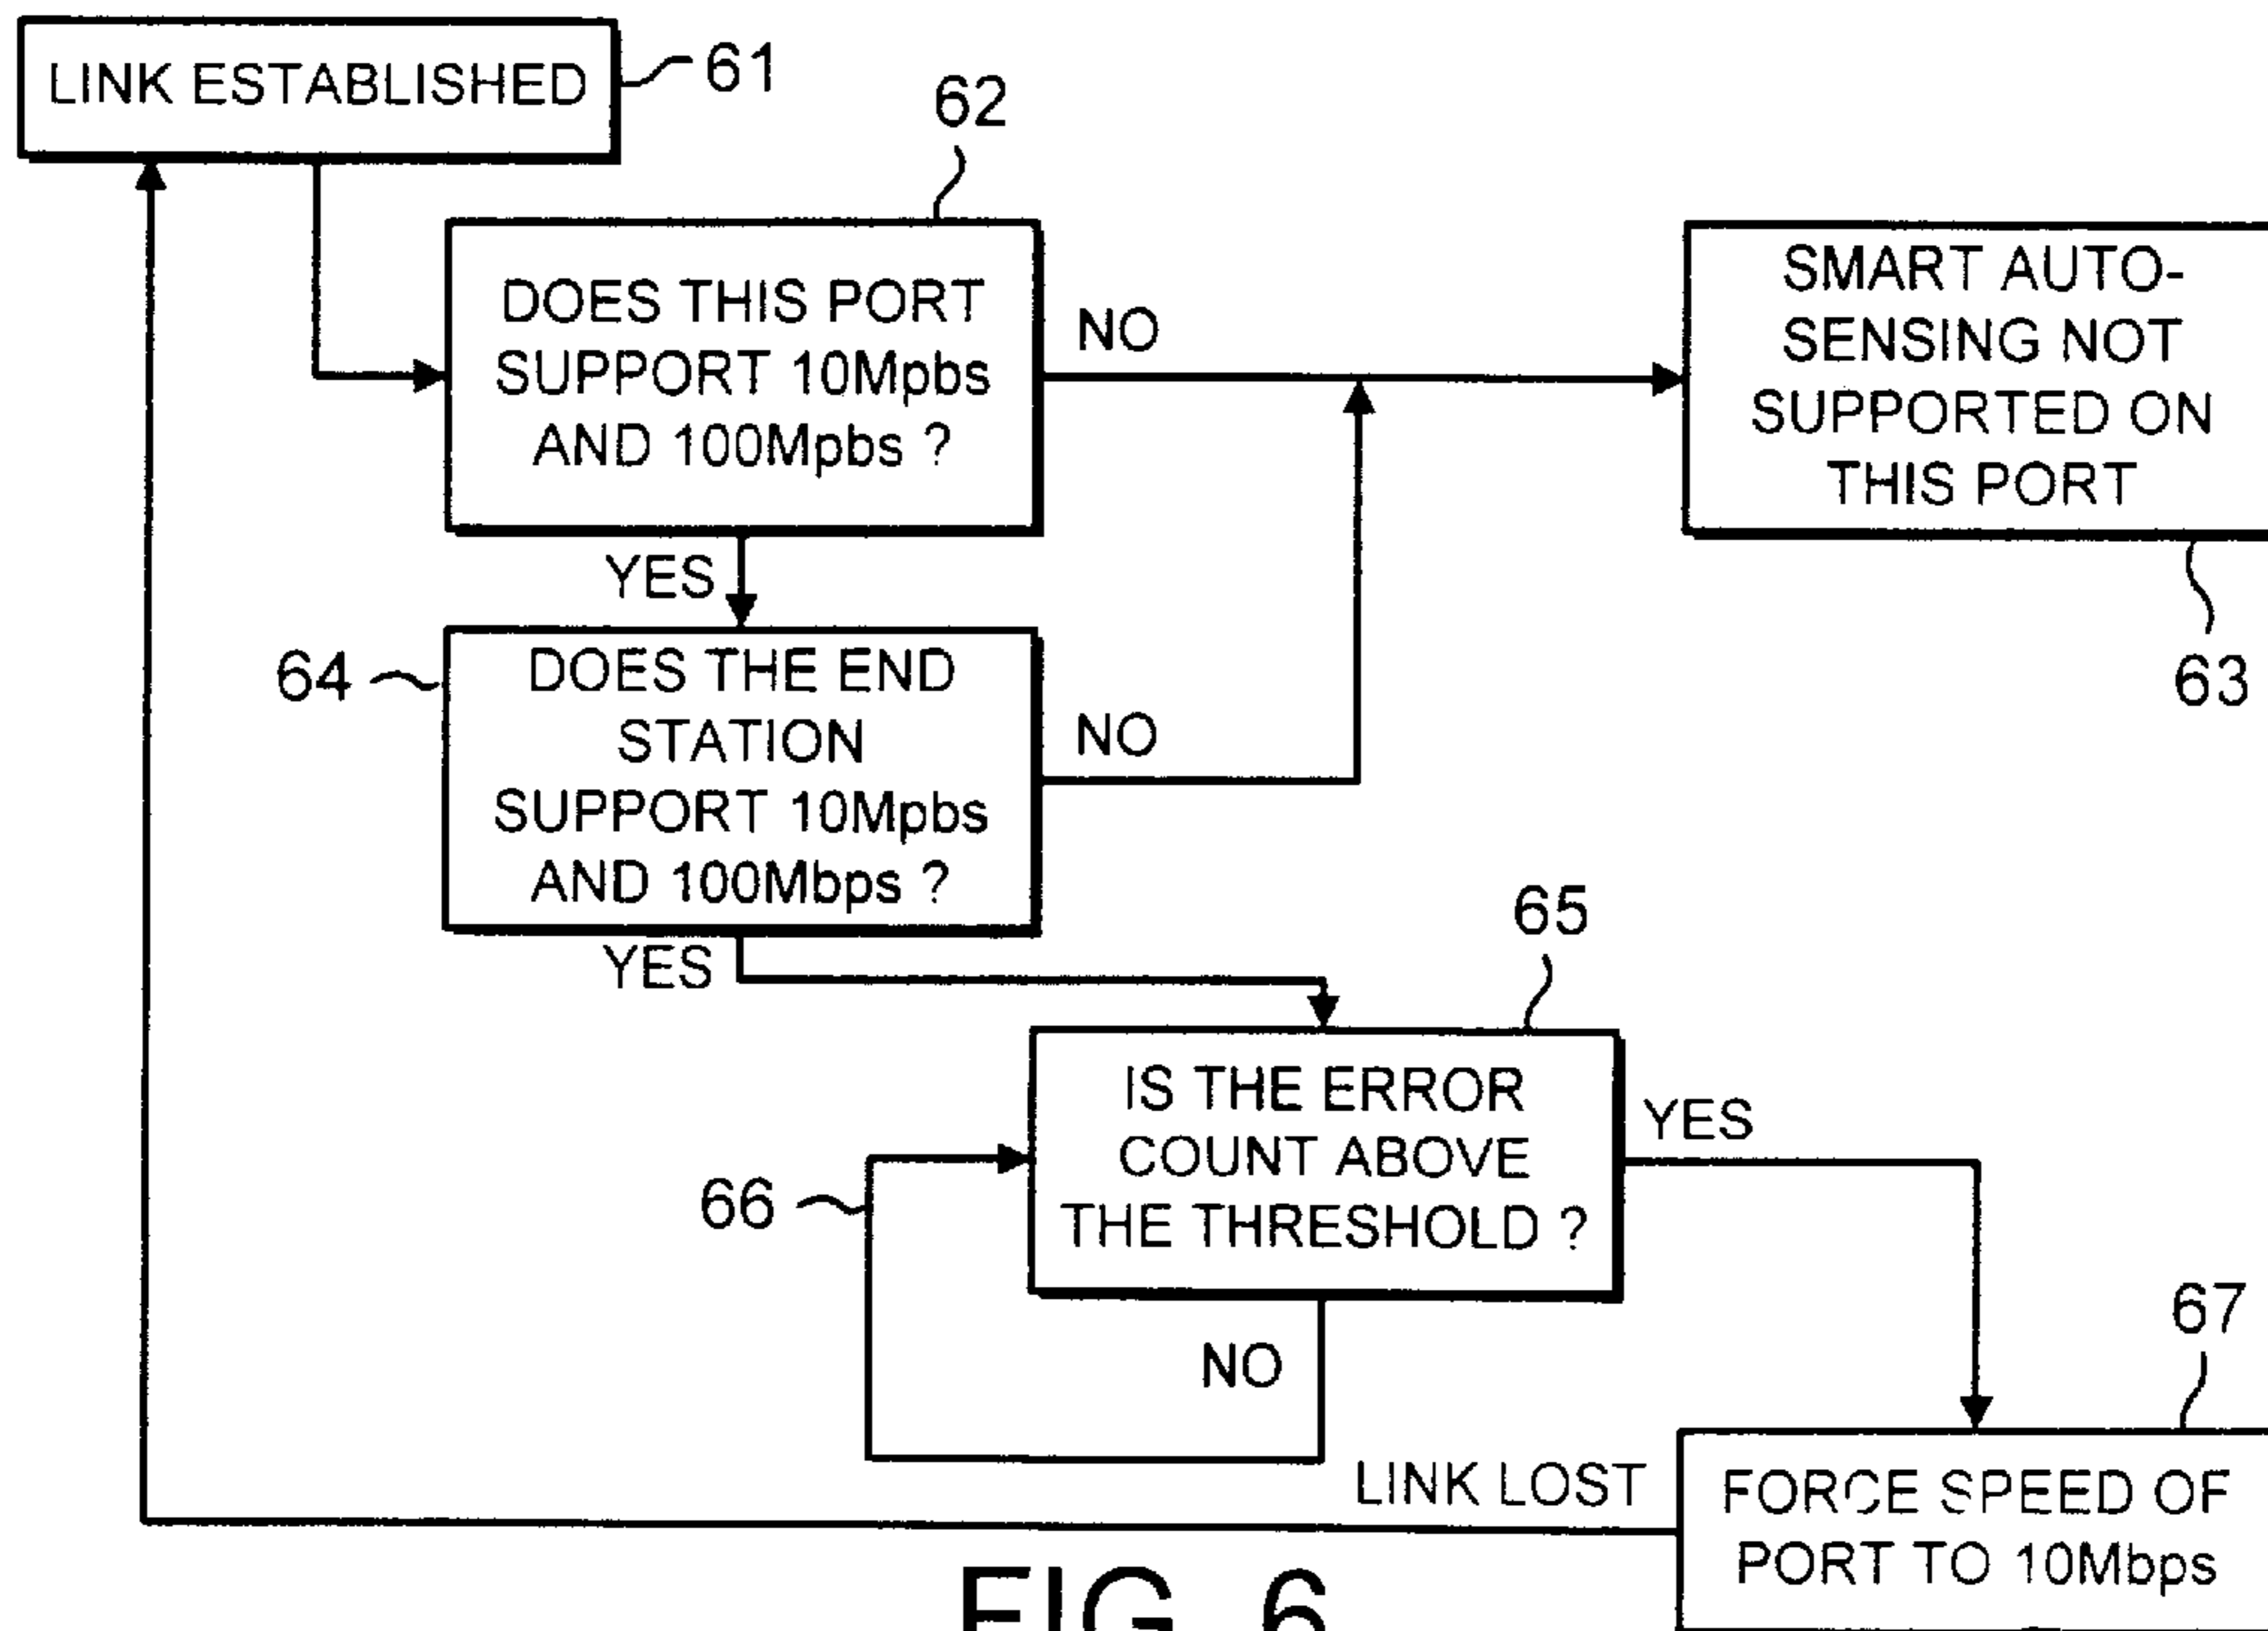 LINK ESTABLISHED
61
62
DOES THIS PORT
SUPPORT 10Mpbs
AND 100Mpbs ?
NO
SMART AUTO-
SENSING NOT
SUPPORTED ON
THIS PORT
63
YES
64
DOES THE END
STATION
SUPPORT 10Mpbs
AND 100Mbps ?
NO
YES
65
IS THE ERROR
COUNT ABOVE
THE THRESHOLD ?
YES
66
NO
67
LINK LOST
FORCE SPEED OF
PORT TO 10Mbps
FIG. 6